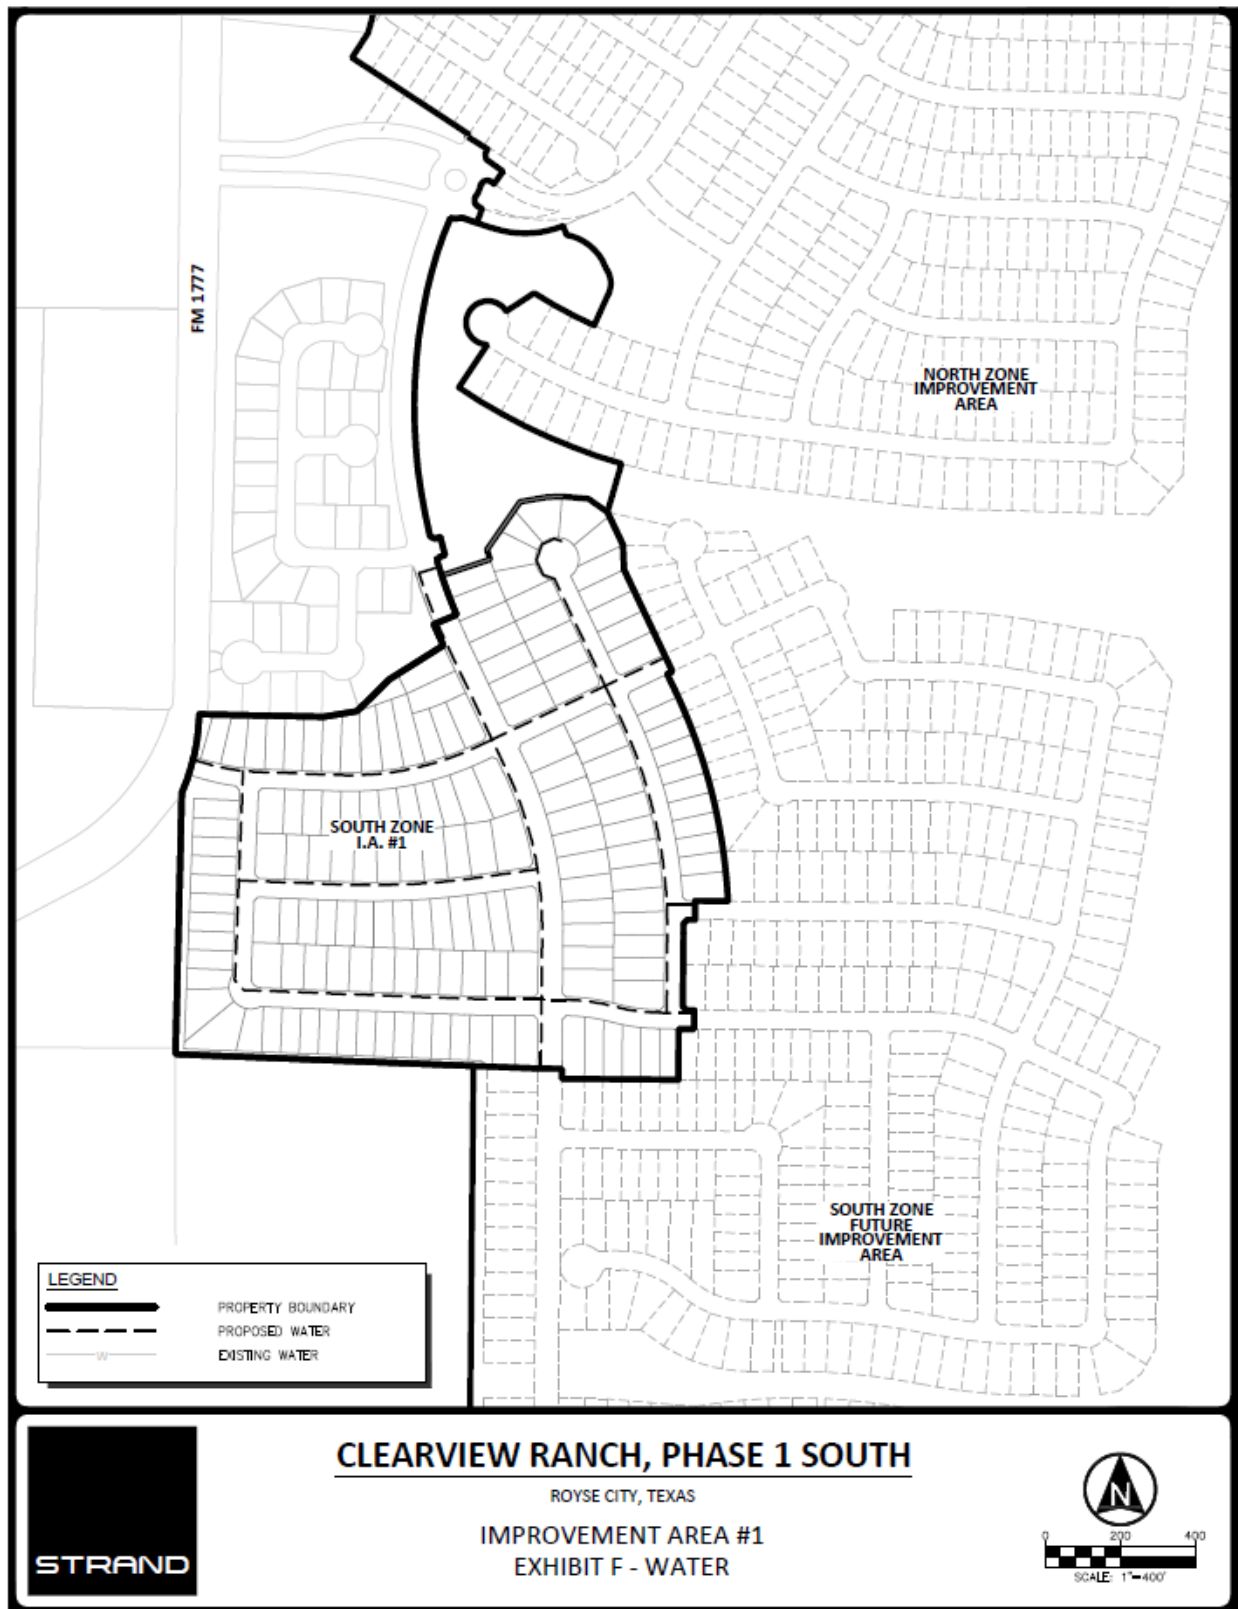 FM 1777
NORTH ZONE
IMPROVEMENT
AREA
SOUTH ZONE
I.A. #1
SOUTH ZONE
FUTURE
IMPROVEMENT
AREA
LEGEND
PROPERTY BOUNDARY
PROPOSED WATER
W
EXISTING WATER
STRAND
CLEARVIEW RANCH, PHASE 1 SOUTH
ROYSE CITY, TEXAS
IMPROVEMENT AREA #1
EXHIBIT F - WATER
N
0 200 400
SCALE: 1"=400'